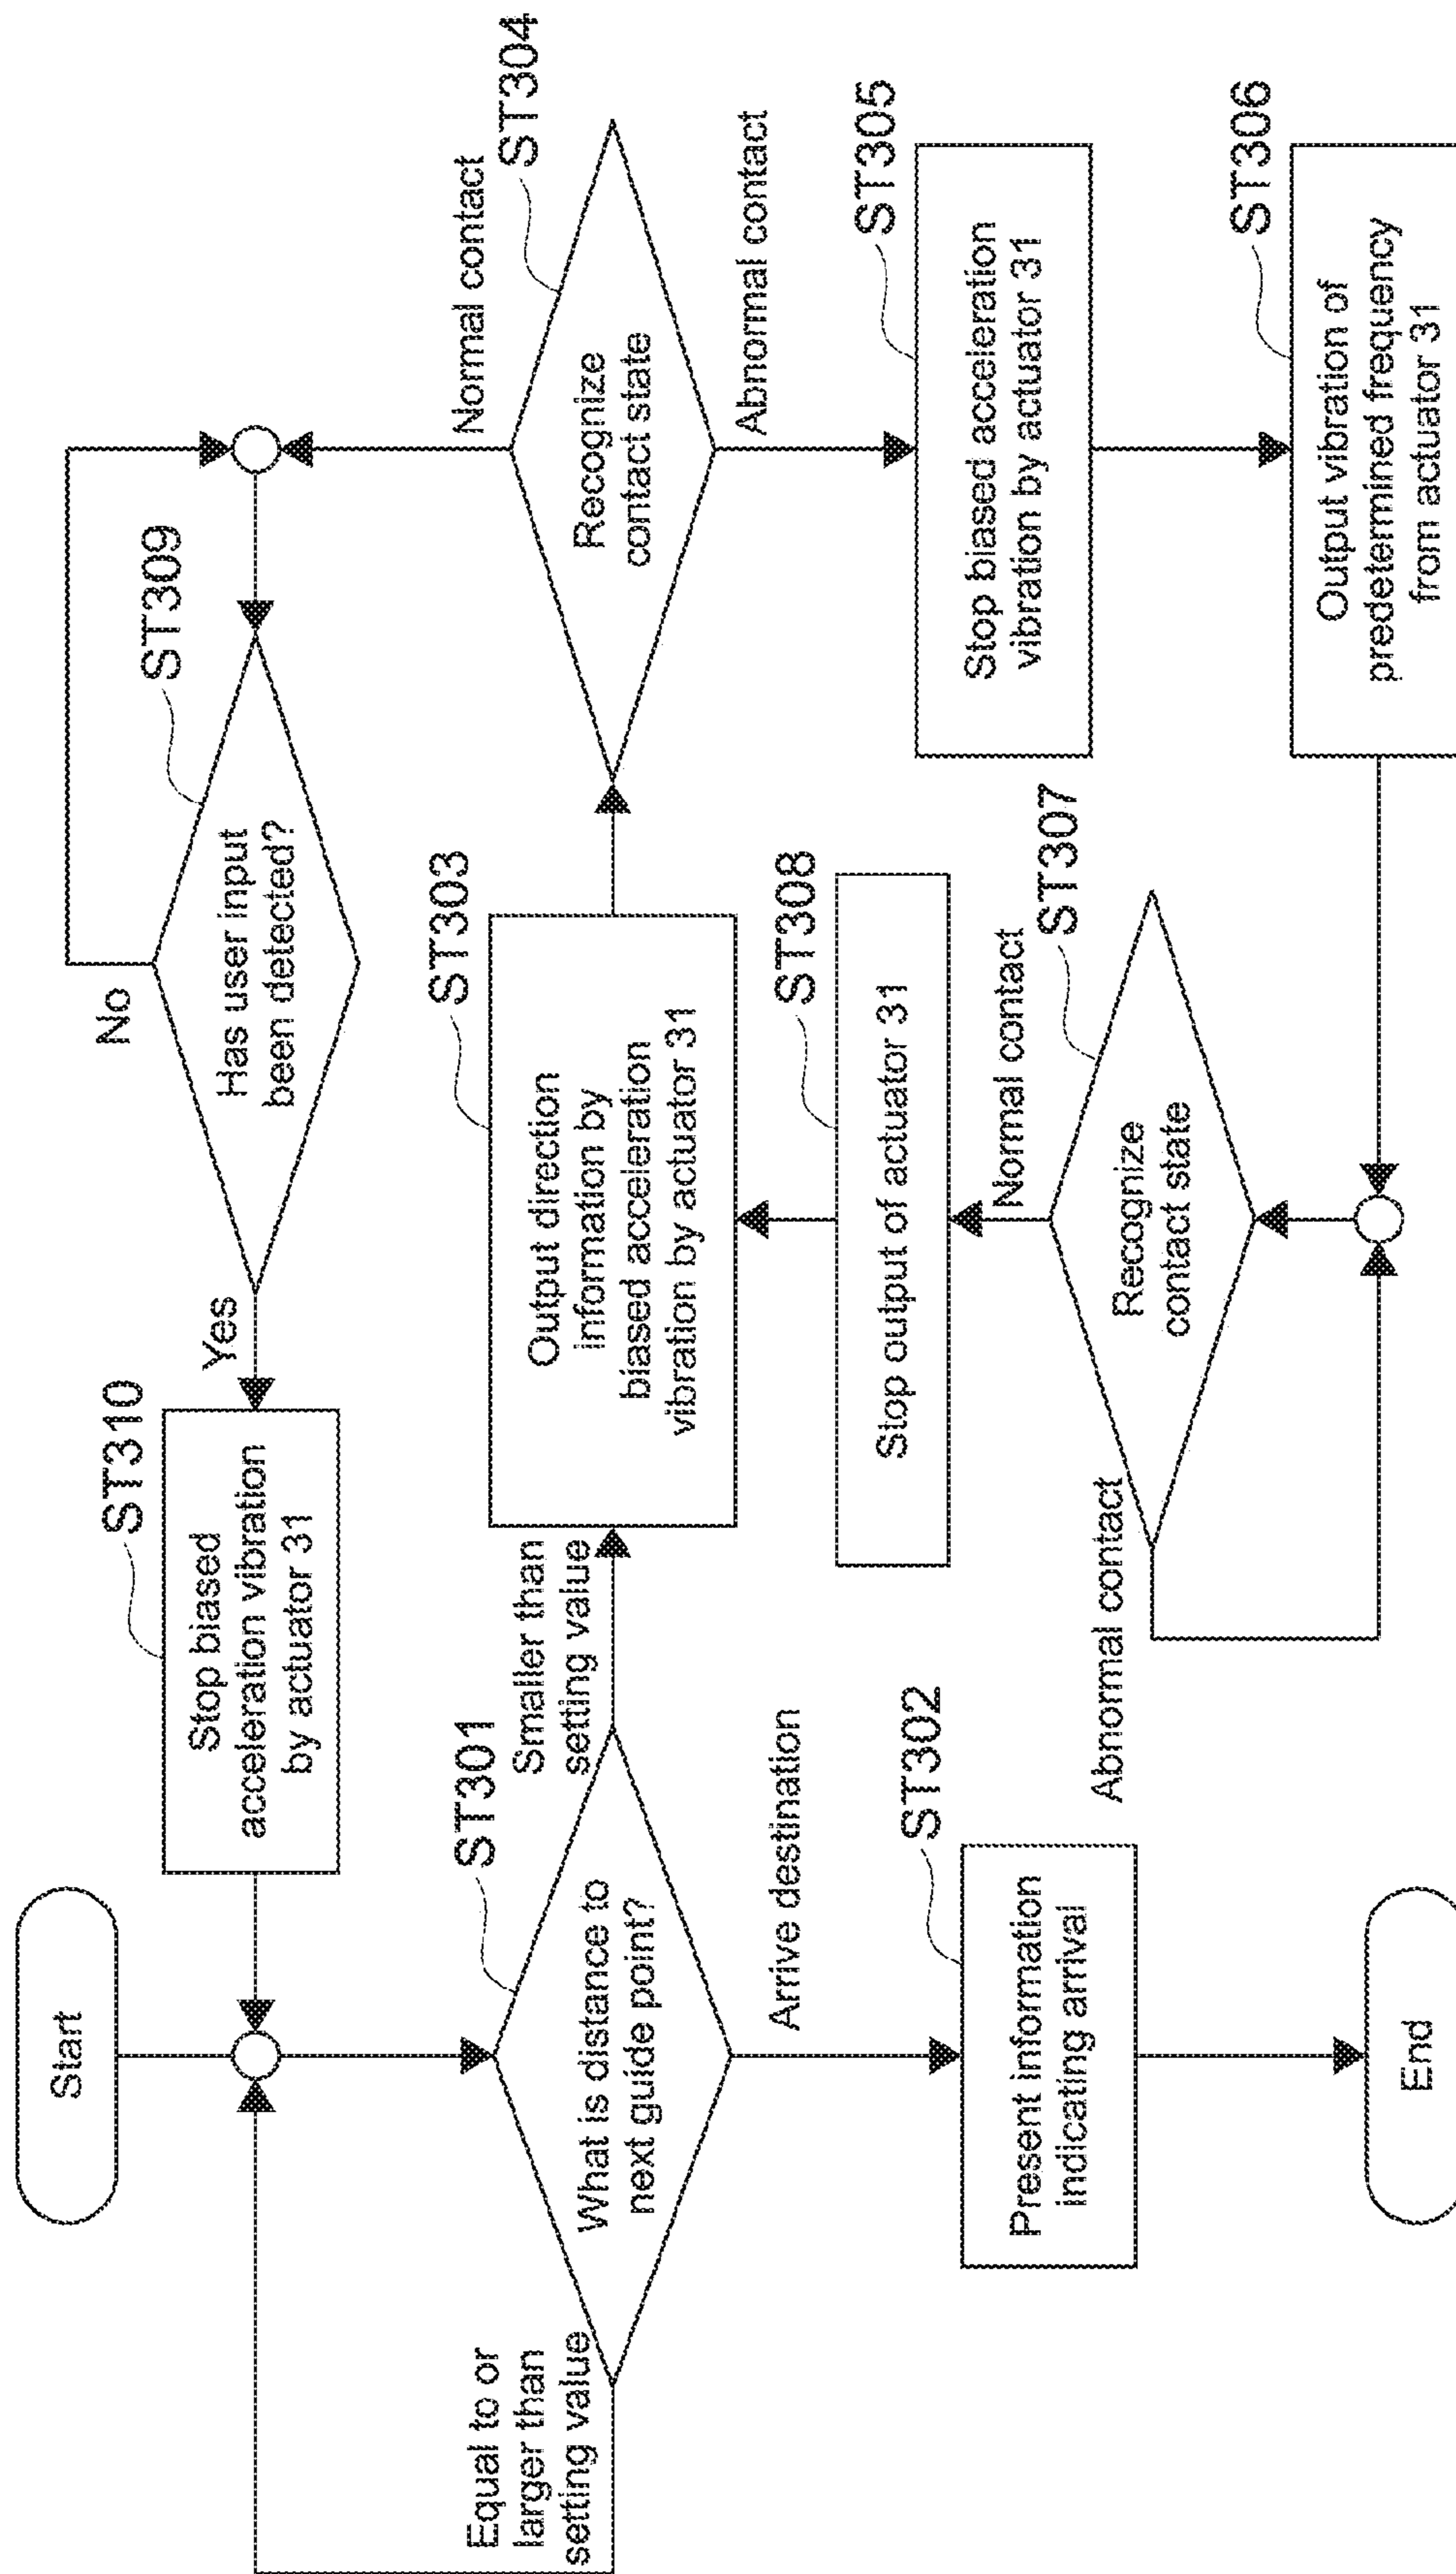 Start
Equal to or
larger than
setting value
ST301
What is distance to
next guide point?
Smaller than
setting value
Arrive destination
ST302
Present information
indicating arrival
End
ST303
Output direction
information by
biased acceleration
vibration by actuator 31
ST304
Recognize
contact state
Normal contact
Abnormal contact
ST305
Stop biased acceleration
vibration by actuator 31
ST306
Output vibration of
predetermined frequency
from actuator 31
ST307
Recognize
contact state
Normal contact
Abnormal contact
ST308
Stop output of actuator 31
ST309
Has user input
been detected?
No
Yes
ST310
Stop biased
acceleration vibration
by actuator 31